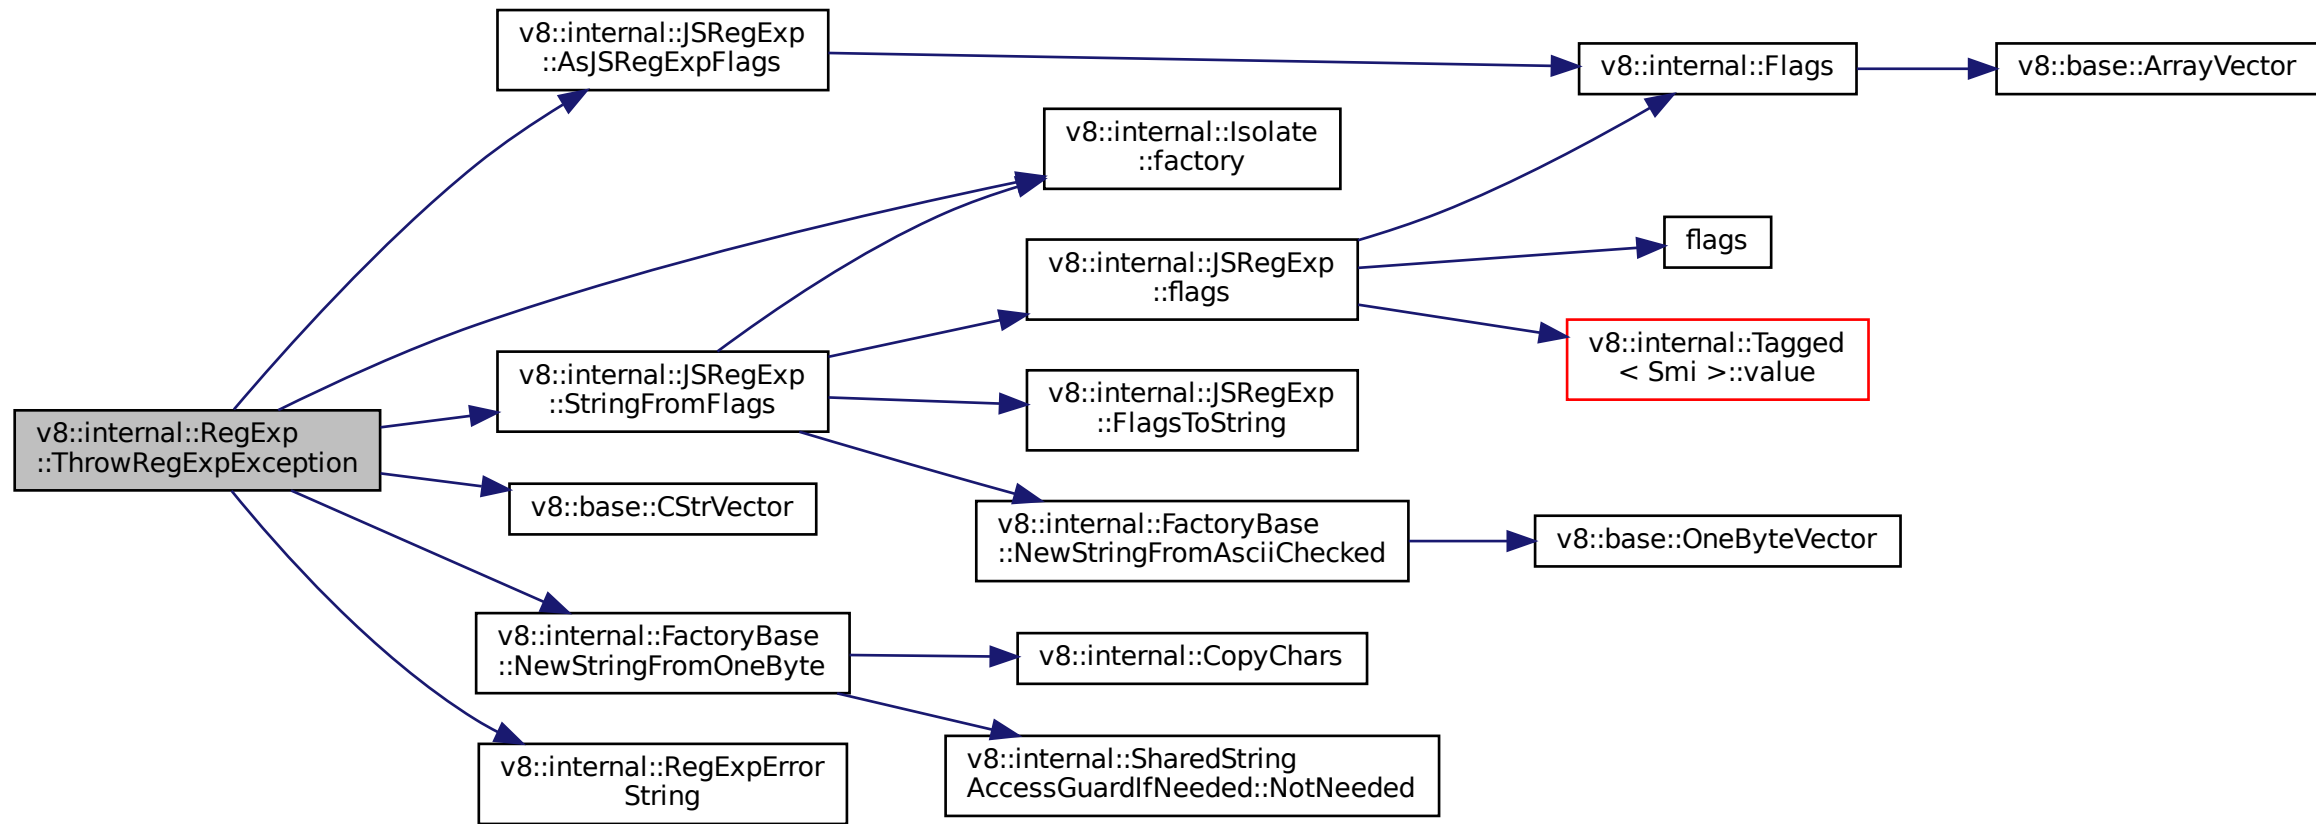 v8::internal::RegExp
::ThrowRegExpException
v8::internal::JSRegExp
::AsJSRegExpFlags
v8::internal::Flags
v8::base::ArrayVector
v8::internal::Isolate
::factory
v8::internal::JSRegExp
::StringFromFlags
v8::internal::JSRegExp
::flags
flags
v8::internal::Tagged
< Smi >::value
v8::internal::JSRegExp
::FlagsToString
v8::internal::FactoryBase
::NewStringFromAsciiChecked
v8::base::OneByteVector
v8::base::CStrVector
v8::internal::FactoryBase
::NewStringFromOneByte
v8::internal::CopyChars
v8::internal::SharedString
AccessGuardIfNeeded::NotNeeded
v8::internal::RegExpError
String